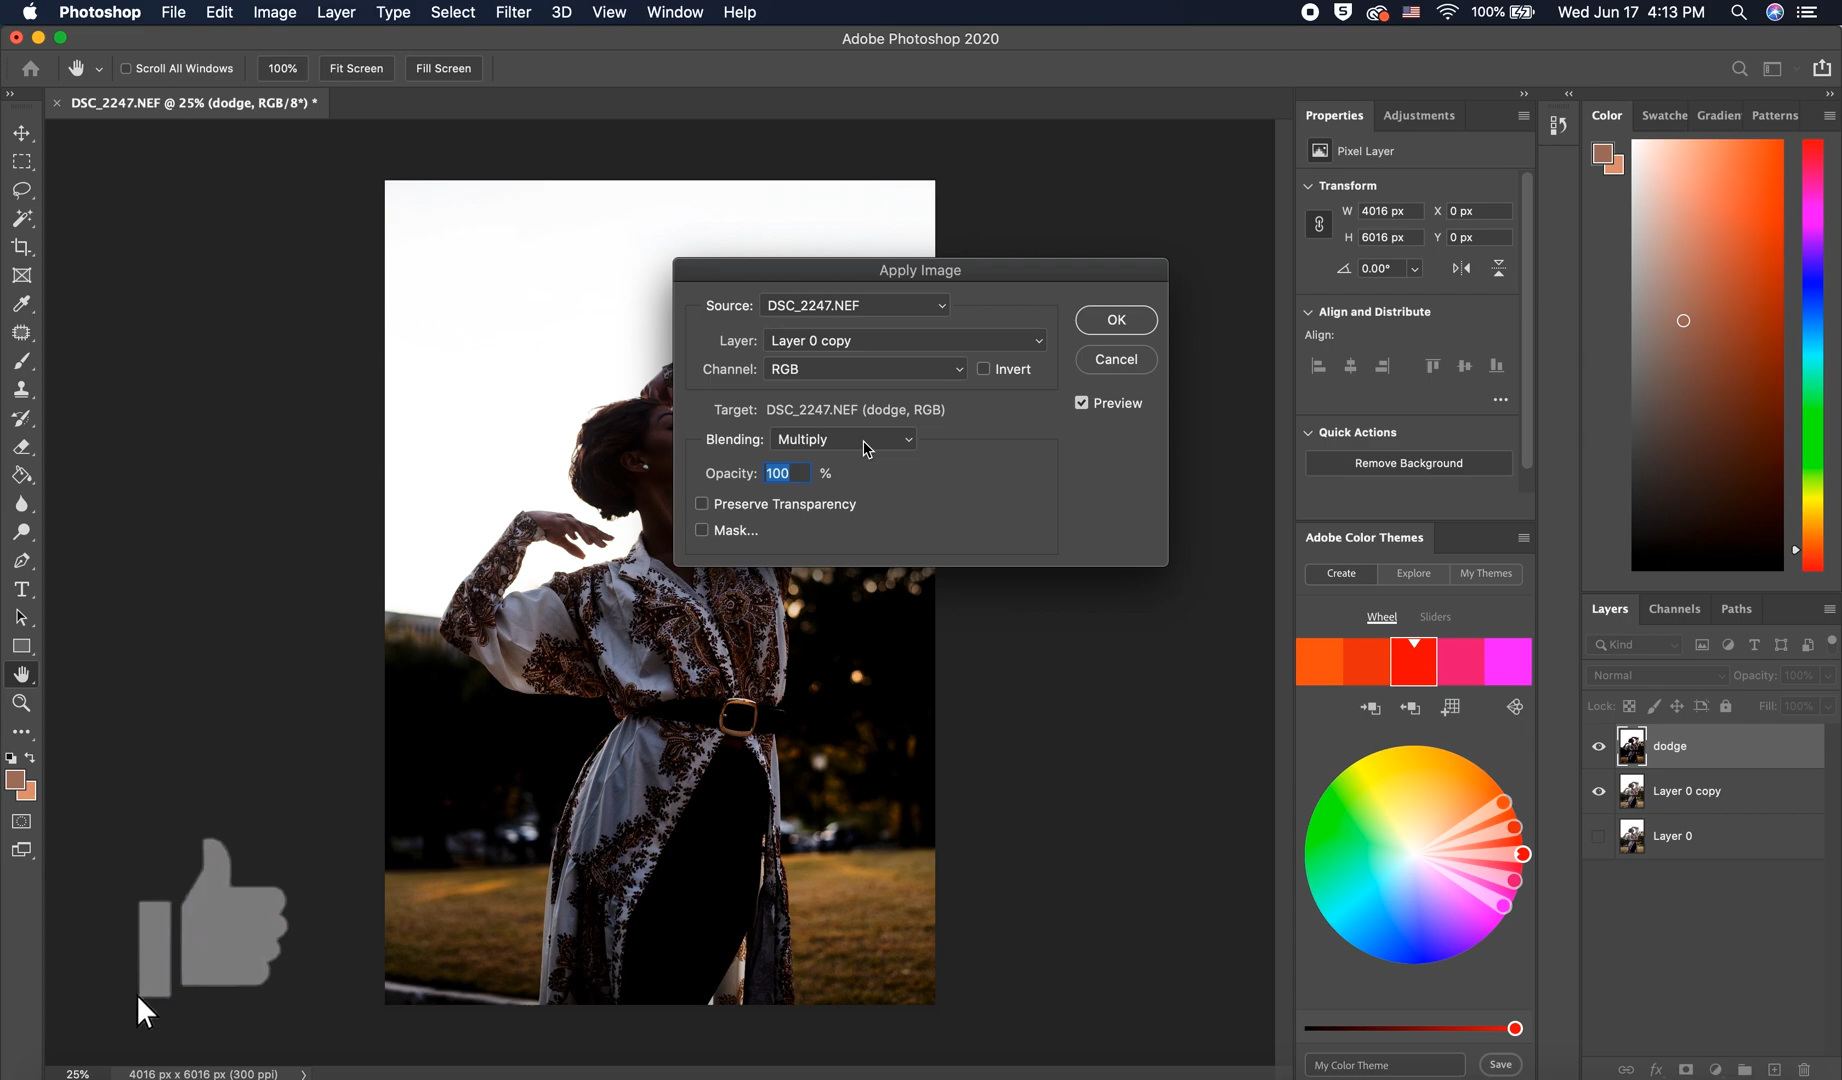 Photoshop File Edit Image Layer Type Select Filter 3D View Window Help
100% Wed Jun 17 4:13 PM
Adobe Photoshop 2020
Scroll All Windows 100% Fit Screen Fill Screen
DSC_2247.NEF @ 25% (dodge, RGB/8*) *
Apply Image
Source: DSC_2247.NEF
Layer: Layer 0 copy
Channel: RGB Invert
Target: DSC_2247.NEF (dodge, RGB)
Blending: Multiply
Opacity: 100 %
Preserve Transparency
Mask...
OK
Cancel
Preview
Properties Adjustments
Pixel Layer
Transform
W 4016 px X 0 px
H 6016 px Y 0 px
0.00°
Align and Distribute
Align:
Quick Actions
Remove Background
Adobe Color Themes
Create Explore My Themes
Wheel Sliders
My Color Theme Save
Color Swatche Gradien Patterns
Layers Channels Paths
Kind
Normal Opacity: 100%
Lock: Fill: 100%
dodge
Layer 0 copy
Layer 0
25% 4016 px x 6016 px (300 ppi)